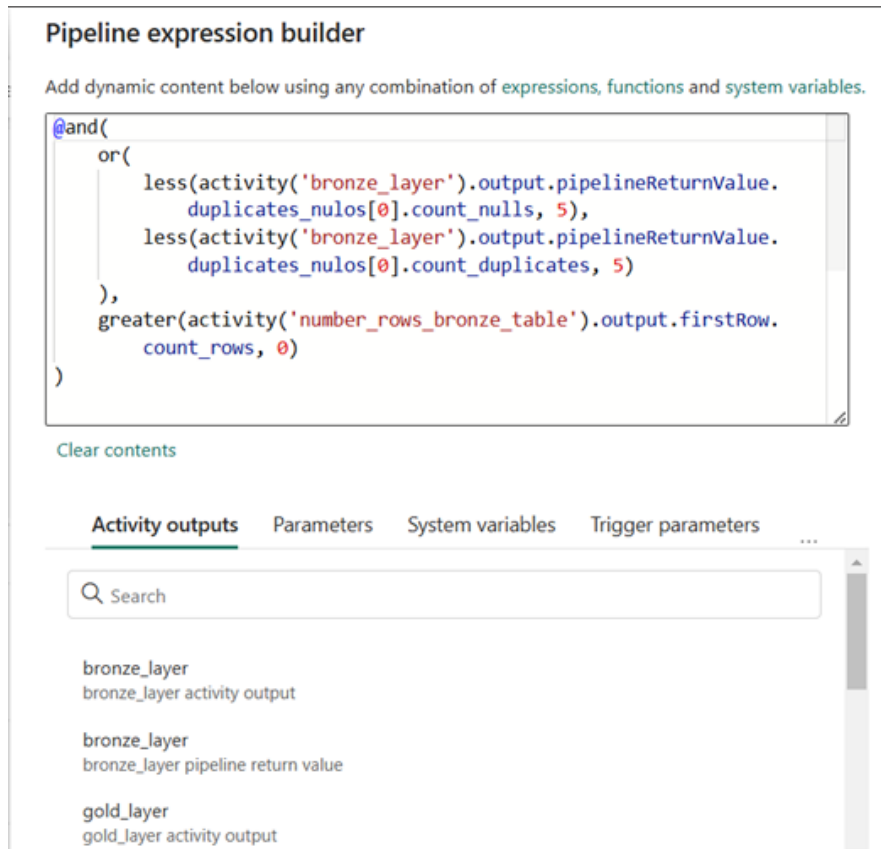 Pipeline expression builder
Add dynamic content below using any combination of expressions, functions and system variables.
@and(
or(
less(activity('bronze_layer').output.pipelineReturnValue.
duplicates_nulos[0].count_nulls, 5),
less(activity('bronze_layer').output.pipelineReturnValue.
duplicates_nulos[0].count_duplicates, 5)
),
greater(activity('number_rows_bronze_table').output.firstRow.
count_rows, 0)
)
Clear contents
Activity outputs Parameters System variables Trigger parameters ...
Search
bronze_layer
bronze_layer activity output
bronze_layer
bronze_layer pipeline return value
gold_layer
gold_layer activity output